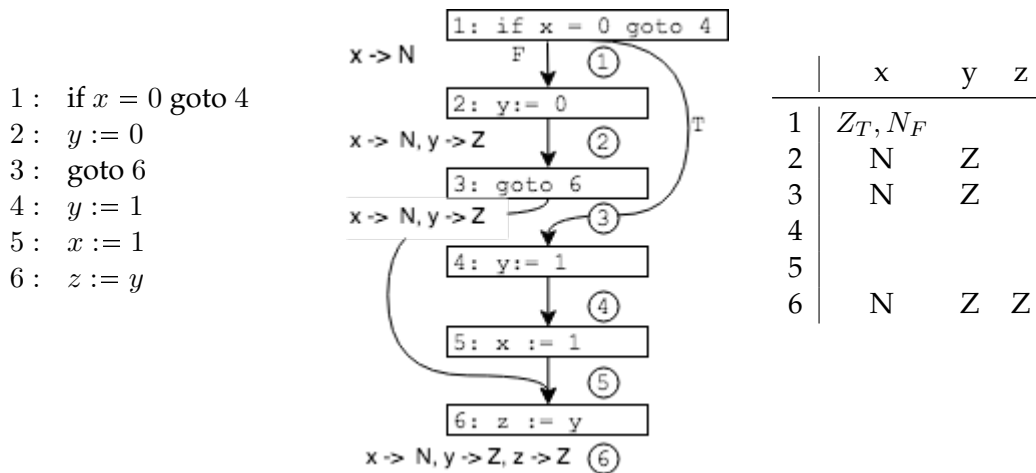 1 : if x = 0 goto 4
2 : y := 0
3 : goto 6
4 : y := 1
5 : x := 1
6 : z := y
1: if x = 0 goto 4
x -> N
F
①
2: y:= 0
T
x -> N, y -> Z
②
3: goto 6
x -> N, y -> Z
③
4: y:= 1
④
5: x := 1
⑤
6: z := y
x -> N, y -> Z, z -> Z ⑥
x y z
1 Z_T, N_F
2 N Z
3 N Z
4
5
6 N Z Z